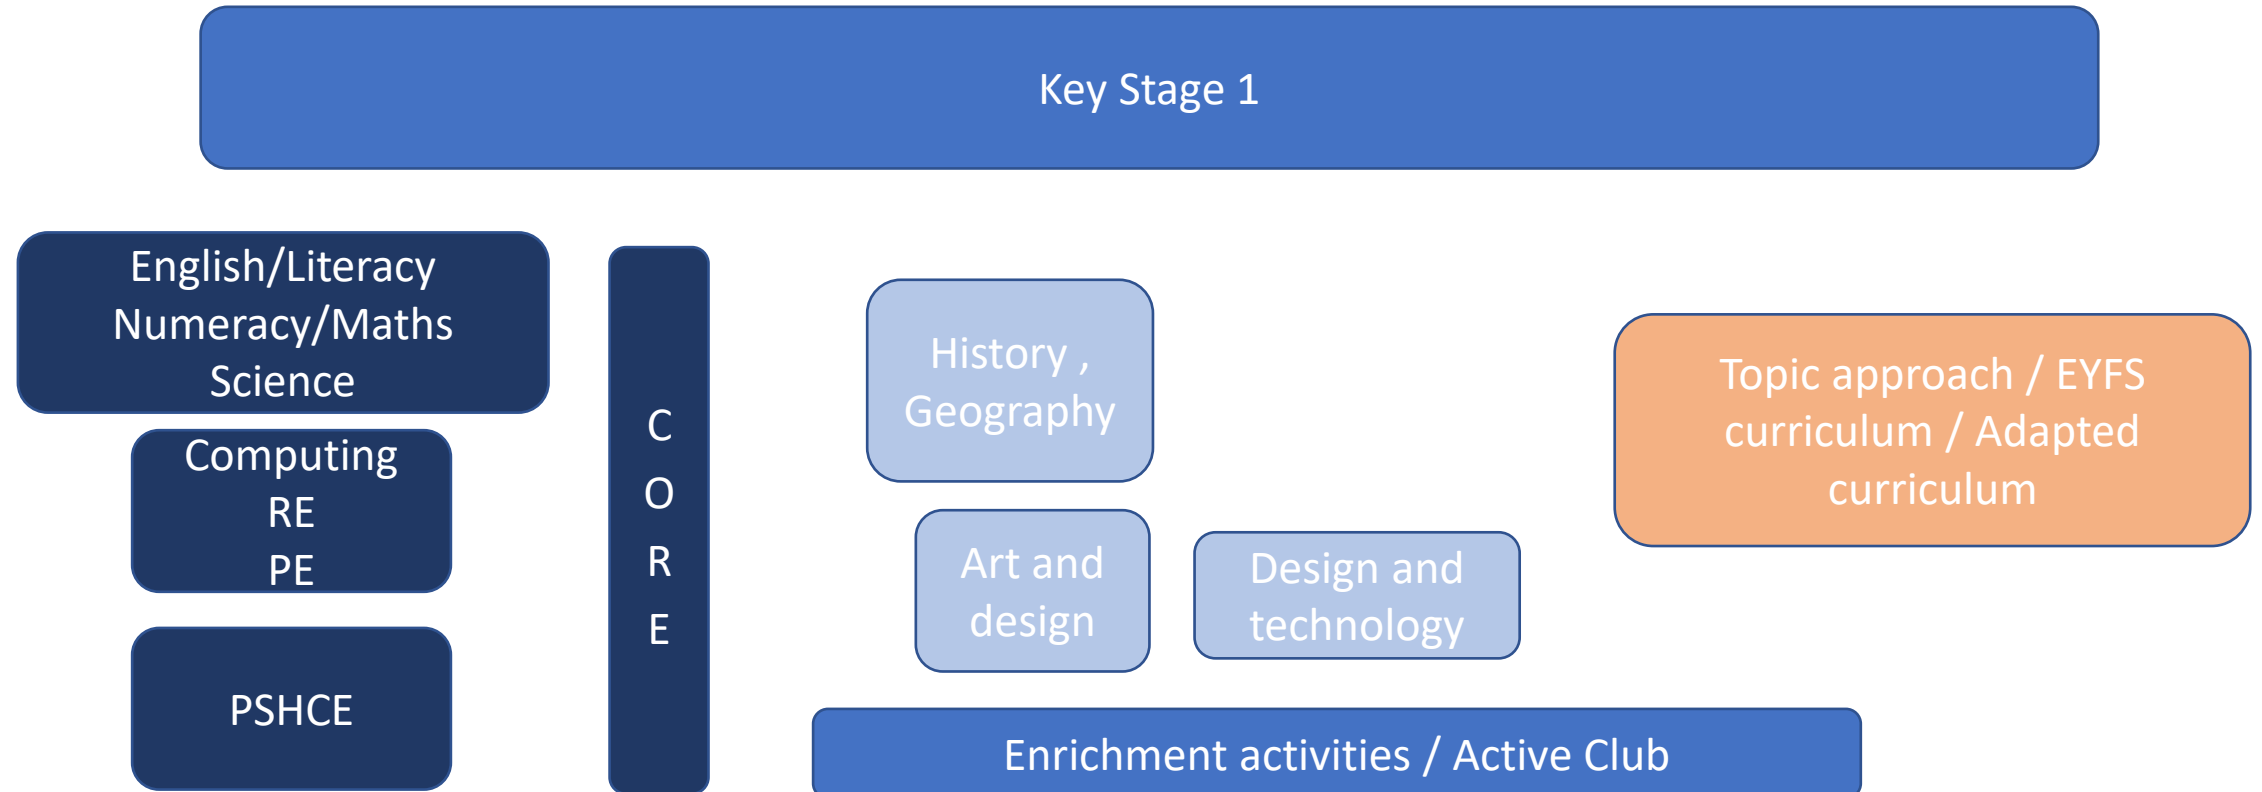 Key Stage 1
English/Literacy
Numeracy/Maths
Science
Computing
RE
PE
PSHCE
C
O
R
E
History ,
Geography
Art and
design
Design and
technology
Topic approach / EYFS
curriculum / Adapted
curriculum
Enrichment activities / Active Club